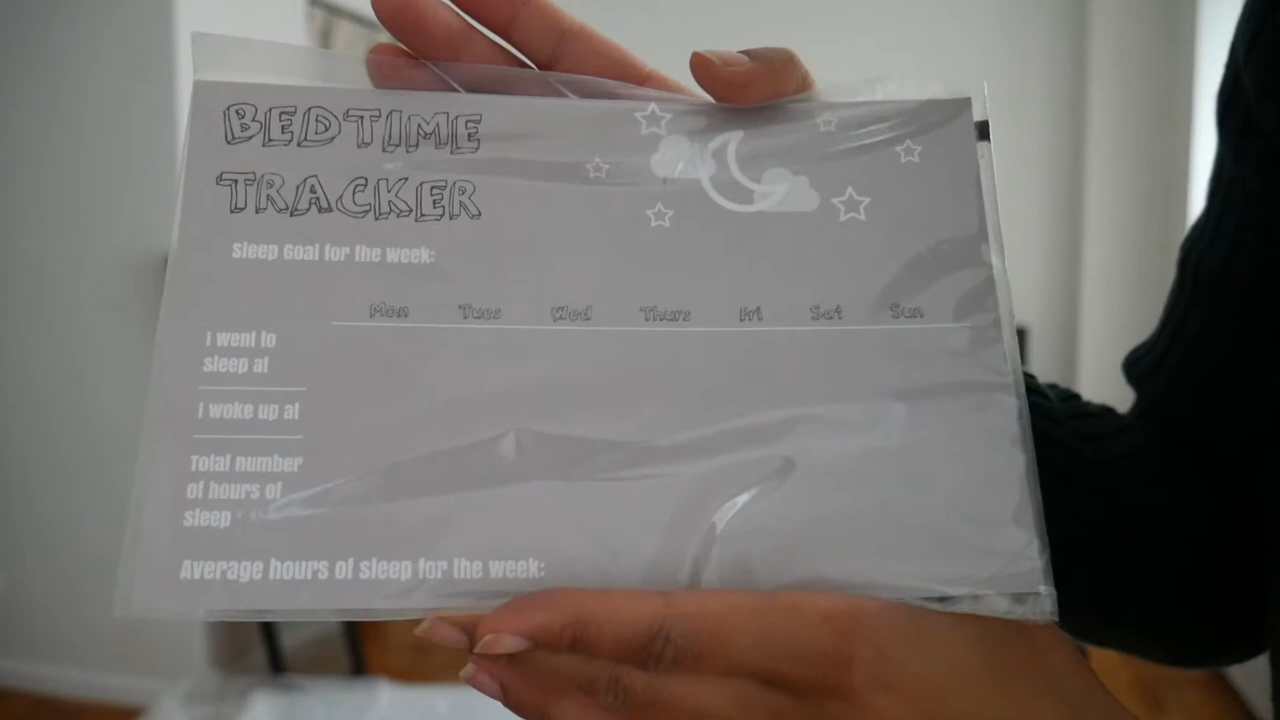 BEDTIME
TRACKER
Sleep Goal for the week:
Mon Tues Wed Thurs Fri Sat Sun
I went to
sleep at
I woke up at
Total number
of hours of
sleep
Average hours of sleep for the week: